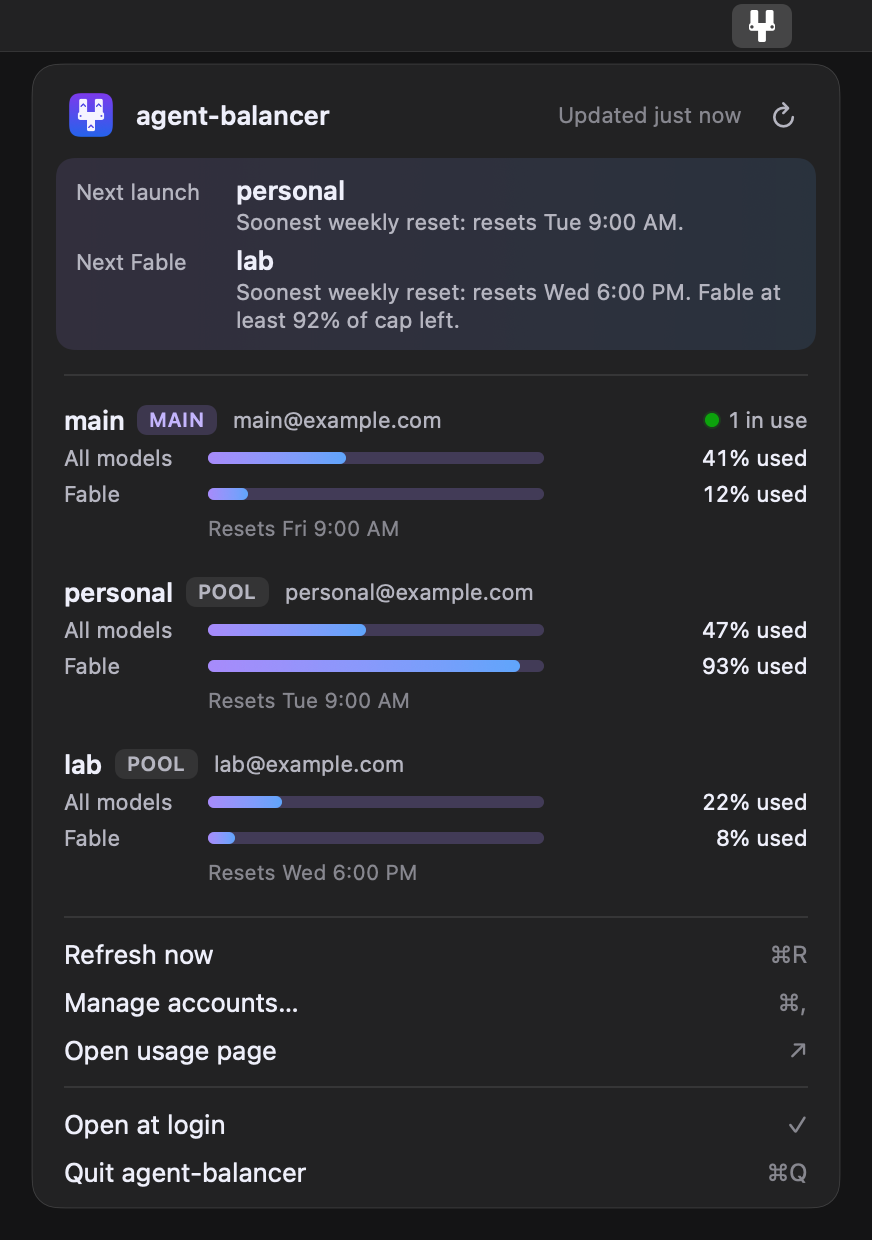 agent-balancer
Updated just now
Next launch
personal
Soonest weekly reset: resets Tue 9:00 AM.
Next Fable
lab
Soonest weekly reset: resets Wed 6:00 PM. Fable at
least 92% of cap left.
main MAIN main@example.com 1 in use
All models 41% used
Fable 12% used
Resets Fri 9:00 AM
personal POOL personal@example.com
All models 47% used
Fable 93% used
Resets Tue 9:00 AM
lab POOL lab@example.com
All models 22% used
Fable 8% used
Resets Wed 6:00 PM
Refresh now ⌘R
Manage accounts... ⌘,
Open usage page ↗
Open at login ✓
Quit agent-balancer ⌘Q